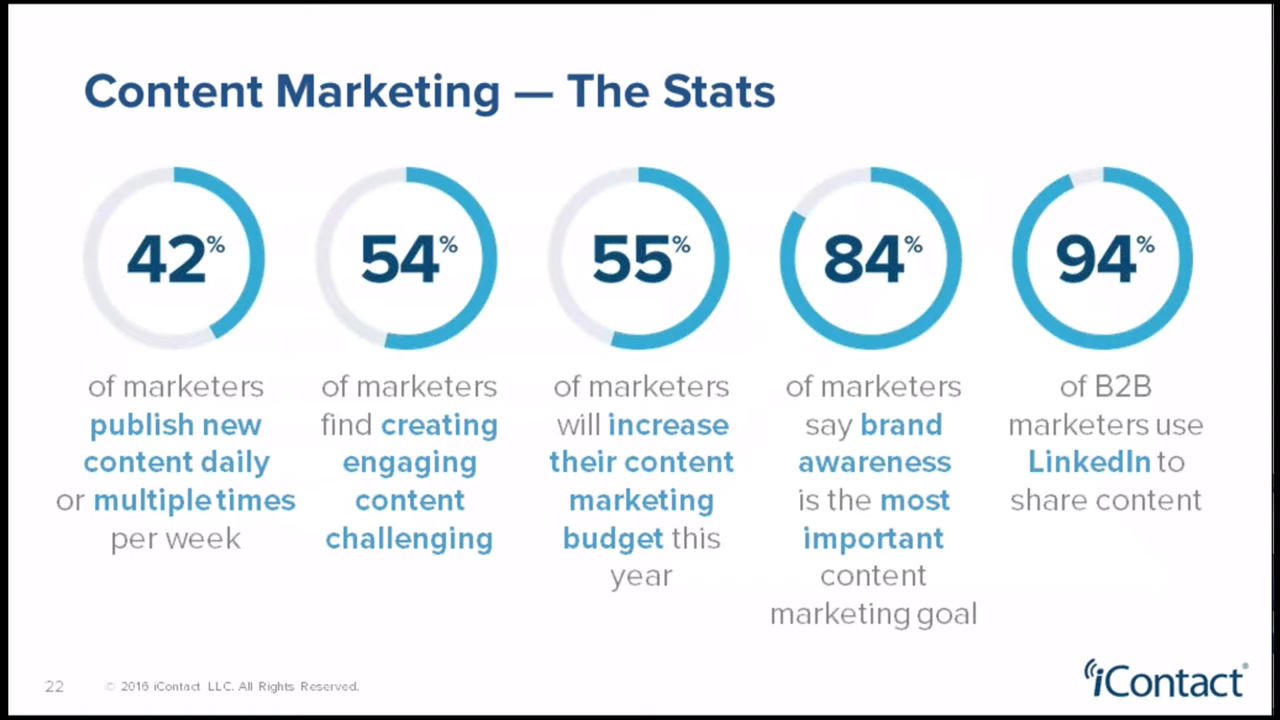 Content Marketing — The Stats
42%
of marketers
publish new
content daily
or multiple times
per week
54%
of marketers
find creating
engaging
content
challenging
55%
of marketers
will increase
their content
marketing
budget this
year
84%
of marketers
say brand
awareness
is the most
important
content
marketing goal
94%
of B2B
marketers use
LinkedIn to
share content
22
© 2016 iContact LLC. All Rights Reserved.
iContact®